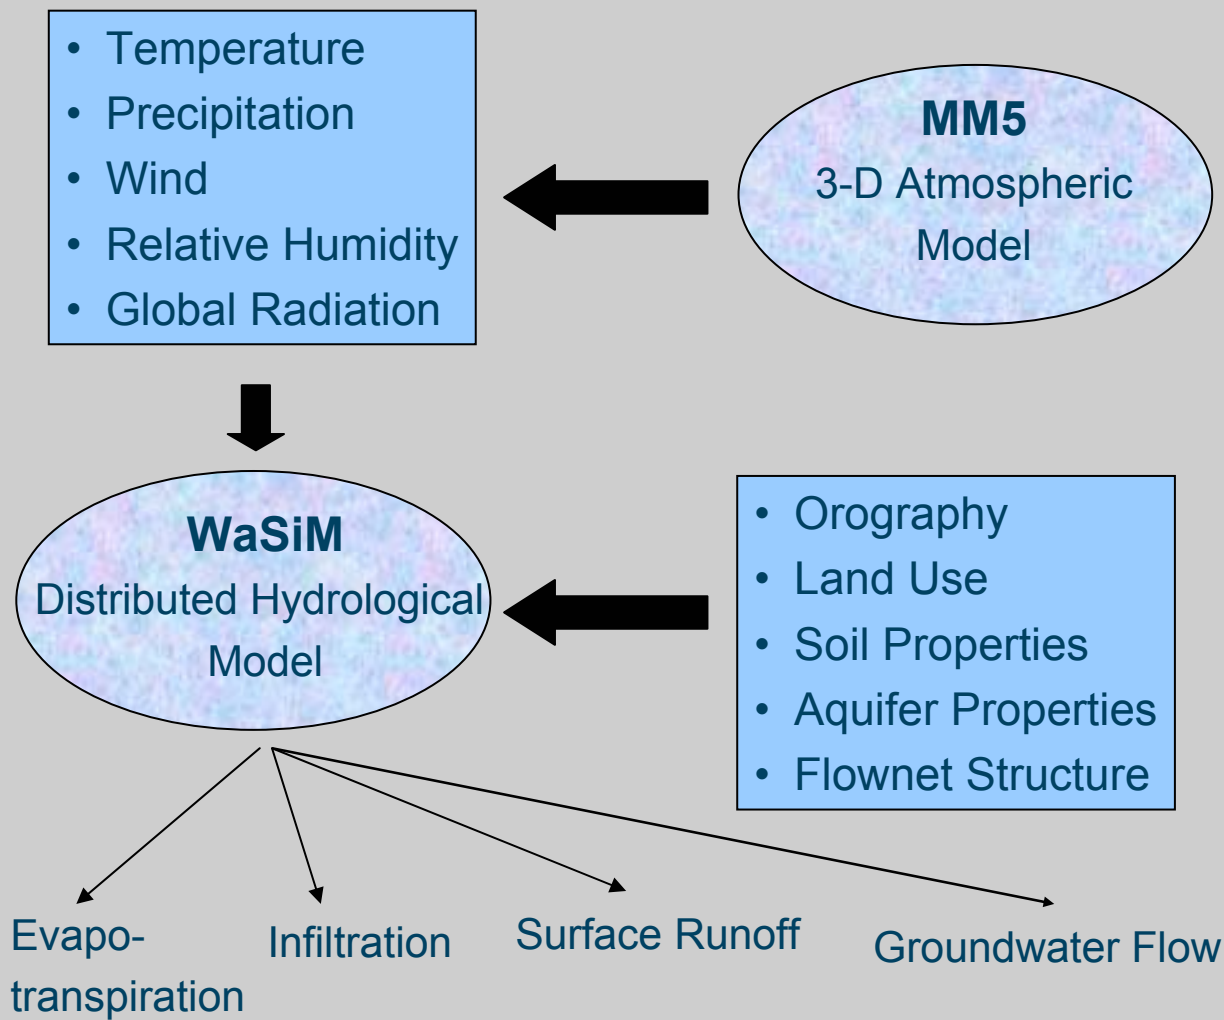 • Temperature
• Precipitation
• Wind
• Relative Humidity
• Global Radiation
MM5
3-D Atmospheric
Model
WaSiM
Distributed Hydrological
Model
• Orography
• Land Use
• Soil Properties
• Aquifer Properties
• Flownet Structure
Evapo-
transpiration
Infiltration
Surface Runoff
Groundwater Flow